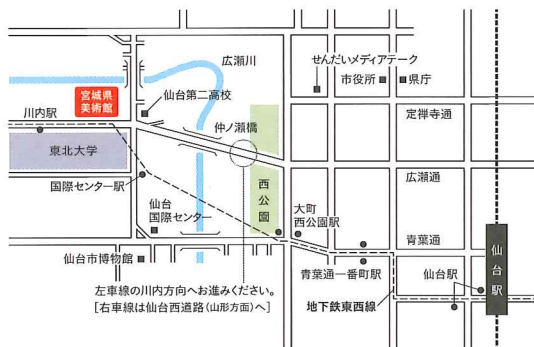 広瀬川
せんだいメディアテーク
市役所
県庁
宮城県
美術館
仙台第二高校
川内駅
定禅寺通
仲ノ瀬橋
東北大学
広瀬通
国際センター駅
西公園
大町
西公園駅
仙台
国際センター
青葉通
仙台駅
仙台市博物館
青葉通一番町駅
仙台駅
左車線の川内方向へお進みください。
[右車線は仙台西道路(山形方面)へ]
地下鉄東西線